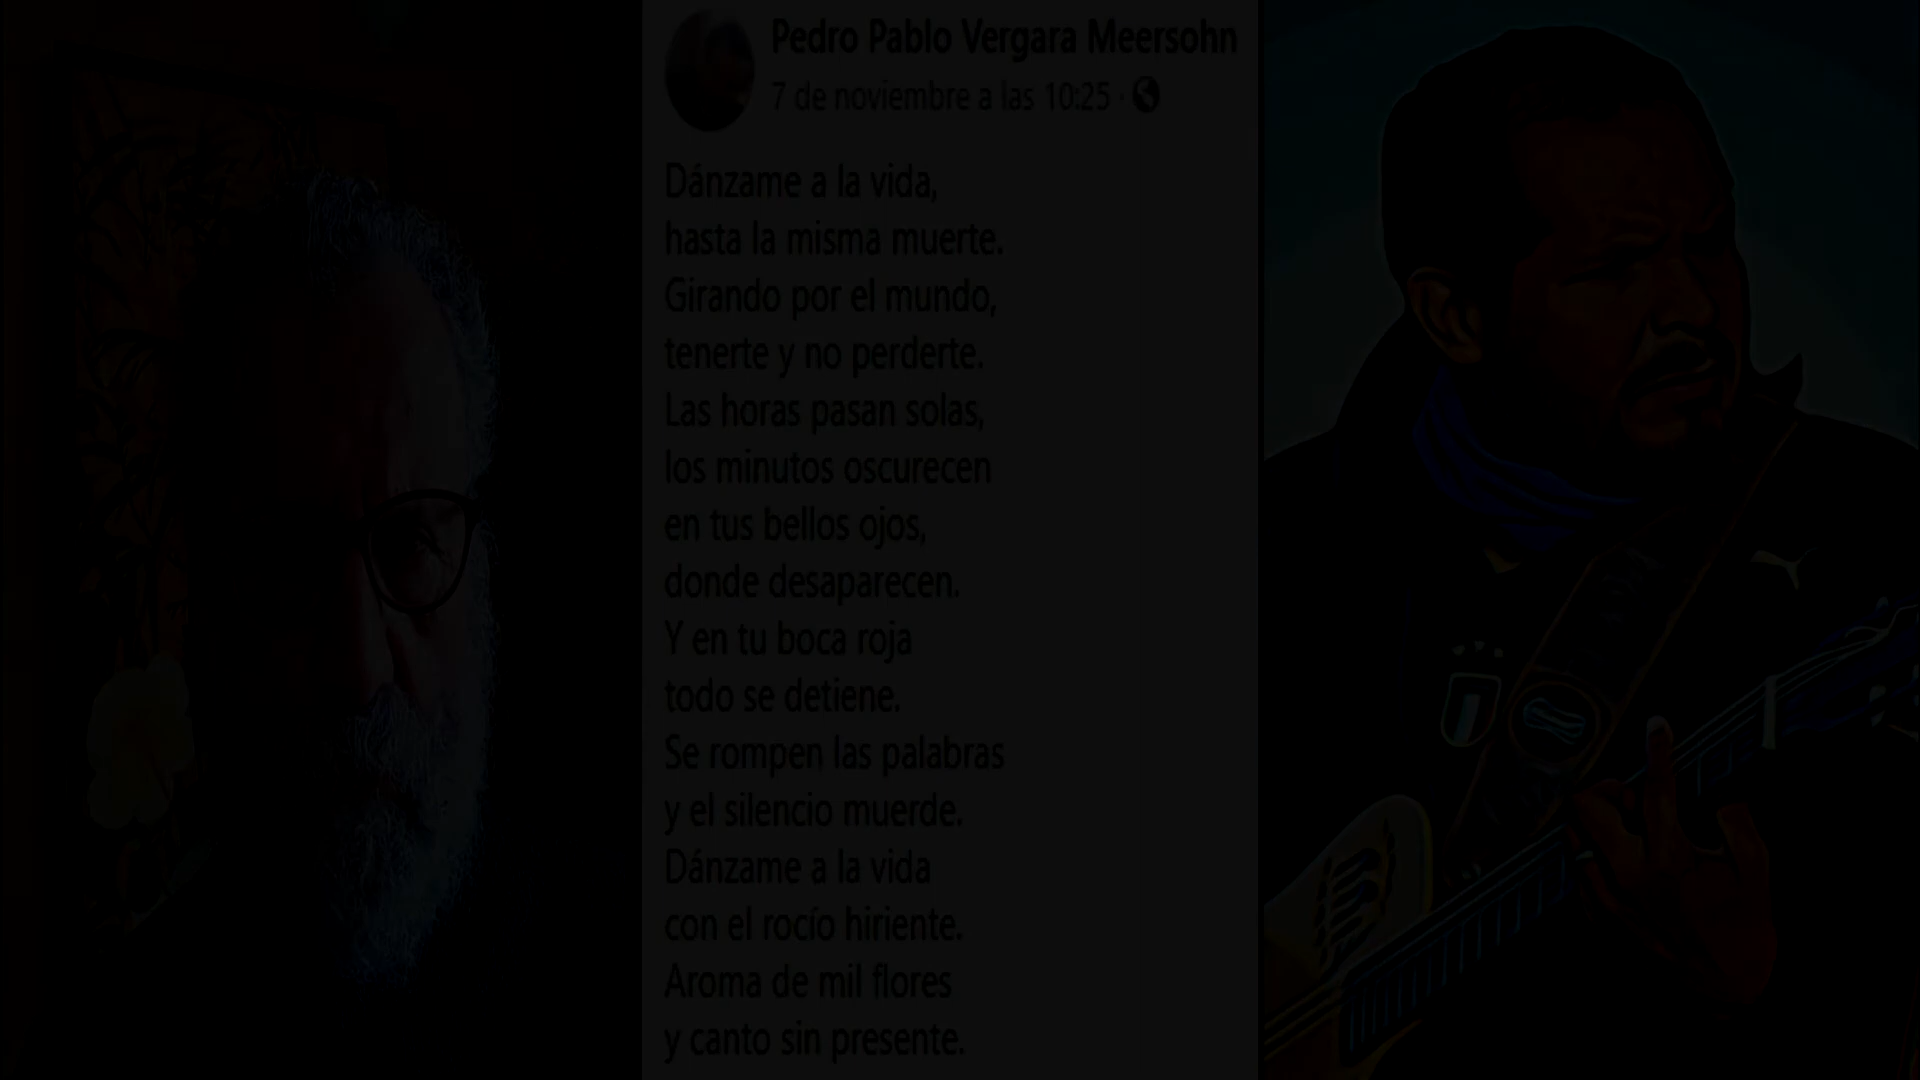 Pedro Pablo Vergara Meersohn
7 de noviembre a las 10:25 ·
Dánzame a la vida,
hasta la misma muerte.
Girando por el mundo,
tenerte y no perderte.
Las horas pasan solas,
los minutos oscurecen
en tus bellos ojos,
donde desaparecen.
Y en tu boca roja
todo se detiene.
Se rompen las palabras
y el silencio muerde.
Dánzame a la vida
con el rocío hiriente.
Aroma de mil flores
y canto sin presente.